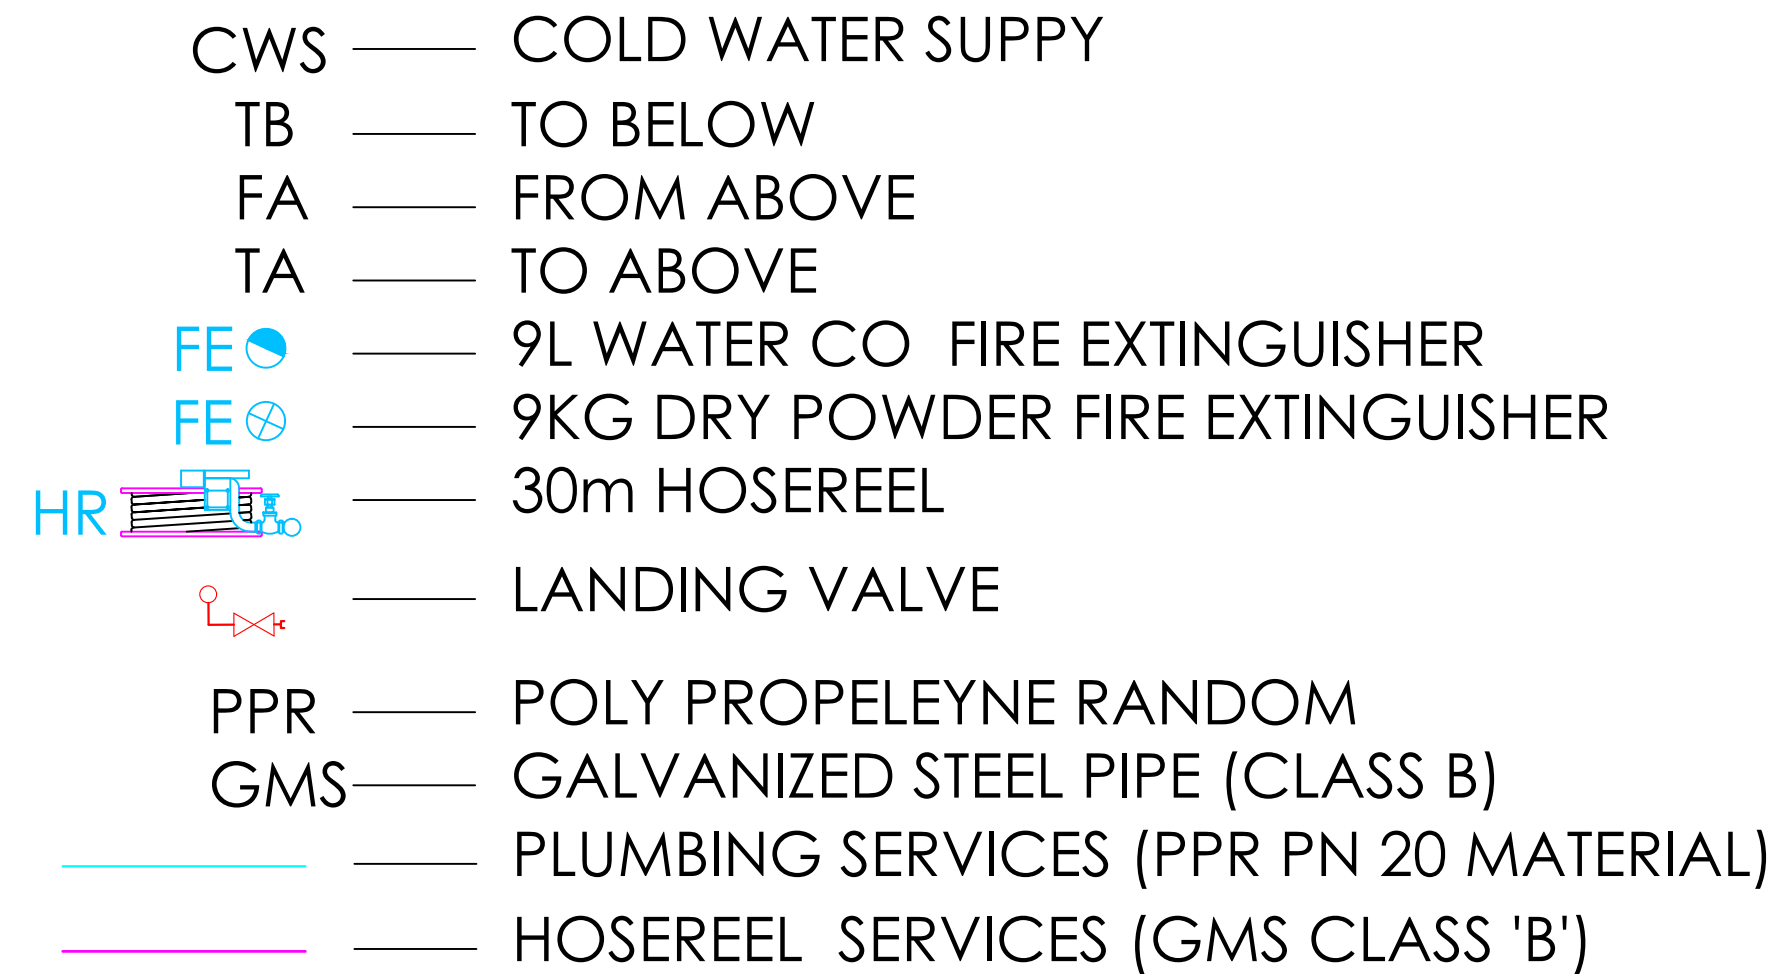 CWS COLD WATER SUPPY
TB TO BELOW
FA FROM ABOVE
TA TO ABOVE
FE 9L WATER CO  FIRE EXTINGUISHER
FE 9KG DRY POWDER FIRE EXTINGUISHER
HR 30m HOSEREEL
LANDING VALVE
PPR POLY PROPELEYNE RANDOM
GMS GALVANIZED STEEL PIPE (CLASS B)
PLUMBING SERVICES (PPR PN 20 MATERIAL)
HOSEREEL  SERVICES (GMS CLASS 'B')